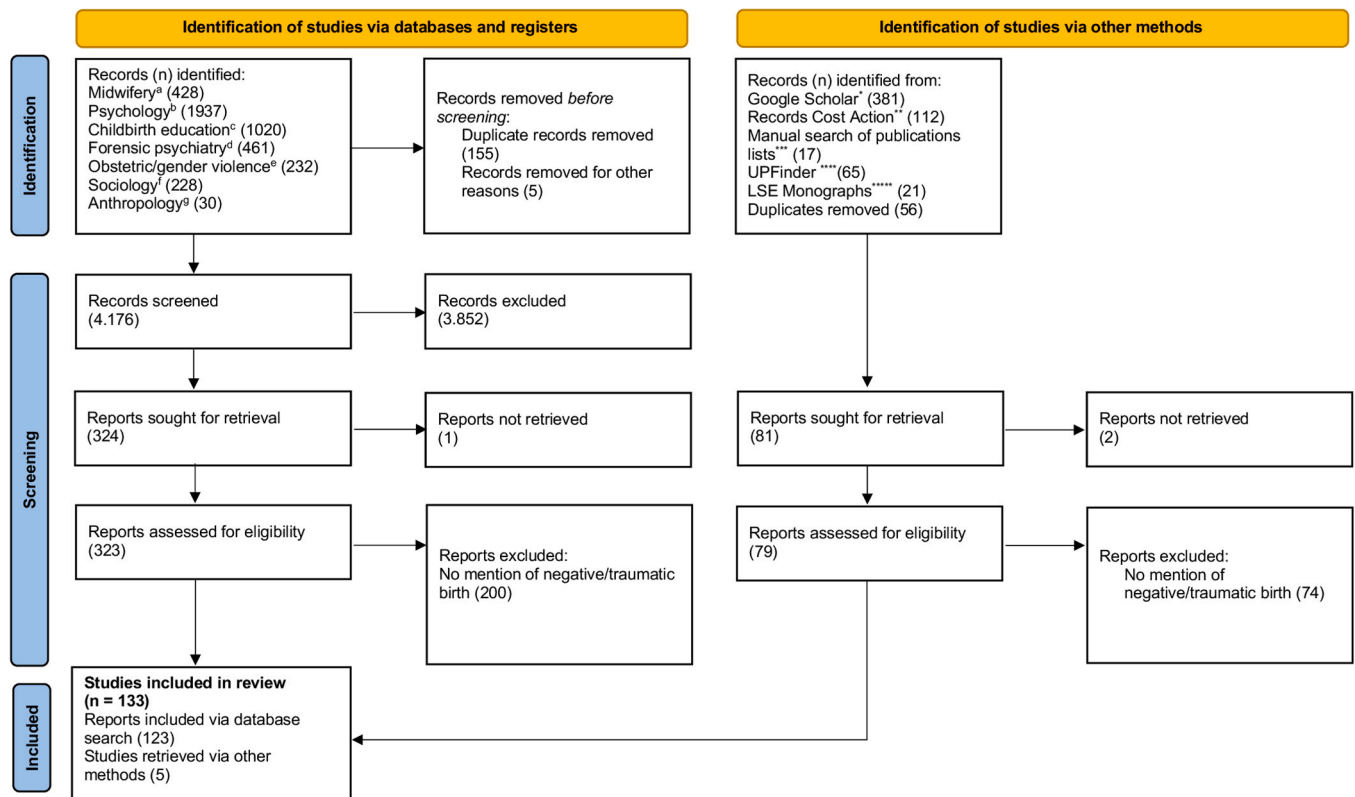 Identification of studies via databases and registers
Identification of studies via other methods
Identification
Records (n) identified:
Midwiferyᵃ (428)
Psychologyᵇ (1937)
Childbirth educationᶜ (1020)
Forensic psychiatryᵈ (461)
Obstetric/gender violenceᵉ (232)
Sociologyᶠ (228)
Anthropologyᵍ (30)
Records removed before
screening:
Duplicate records removed
(155)
Records removed for other
reasons (5)
Records (n) identified from:
Google Scholar* (381)
Records Cost Action** (112)
Manual search of publications
lists*** (17)
UPFinder ****(65)
LSE Monographs***** (21)
Duplicates removed (56)
Screening
Records screened
(4.176)
Records excluded
(3.852)
Reports sought for retrieval
(324)
Reports not retrieved
(1)
Reports sought for retrieval
(81)
Reports not retrieved
(2)
Reports assessed for eligibility
(323)
Reports excluded:
No mention of negative/traumatic
birth (200)
Reports assessed for eligibility
(79)
Reports excluded:
No mention of
negative/traumatic birth (74)
Included
Studies included in review
(n = 133)
Reports included via database
search (123)
Studies retrieved via other
methods (5)